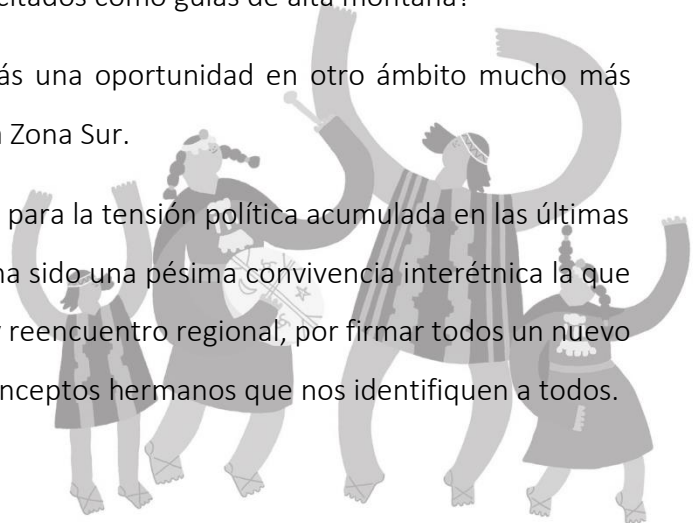 citados como guías de alta montaña?
ás una oportunidad en otro ámbito mucho más
Zona Sur.
para la tensión política acumulada en las últimas
ha sido una pésima convivencia interétnica la que
reencuentro regional, por firmar todos un nuevo
nceptos hermanos que nos identifiquen a todos.